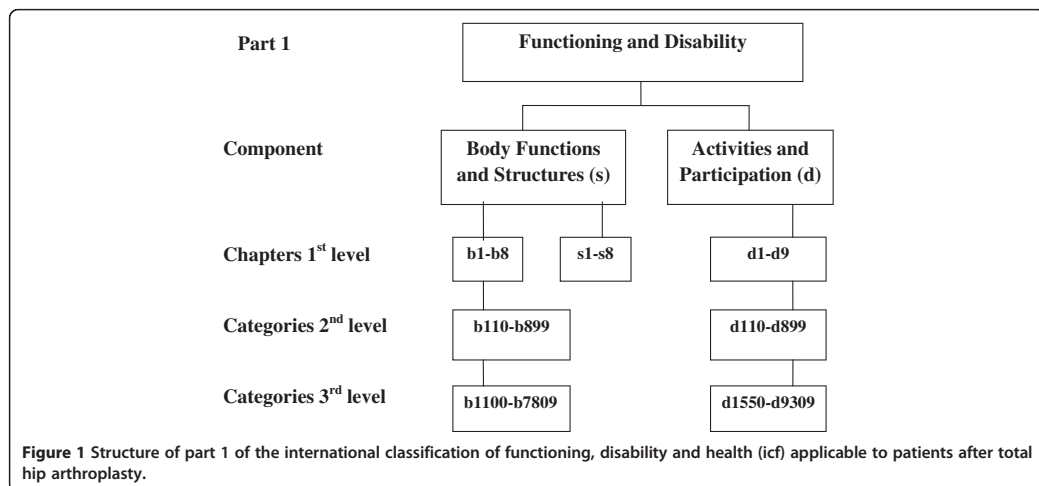 Part 1
Functioning and Disability
Component
Body Functions
and Structures (s)
Activities and
Participation (d)
Chapters 1st level
b1-b8
s1-s8
d1-d9
Categories 2nd level
b110-b899
d110-d899
Categories 3rd level
b1100-b7809
d1550-d9309
Figure 1 Structure of part 1 of the international classification of functioning, disability and health (icf) applicable to patients after total
hip arthroplasty.